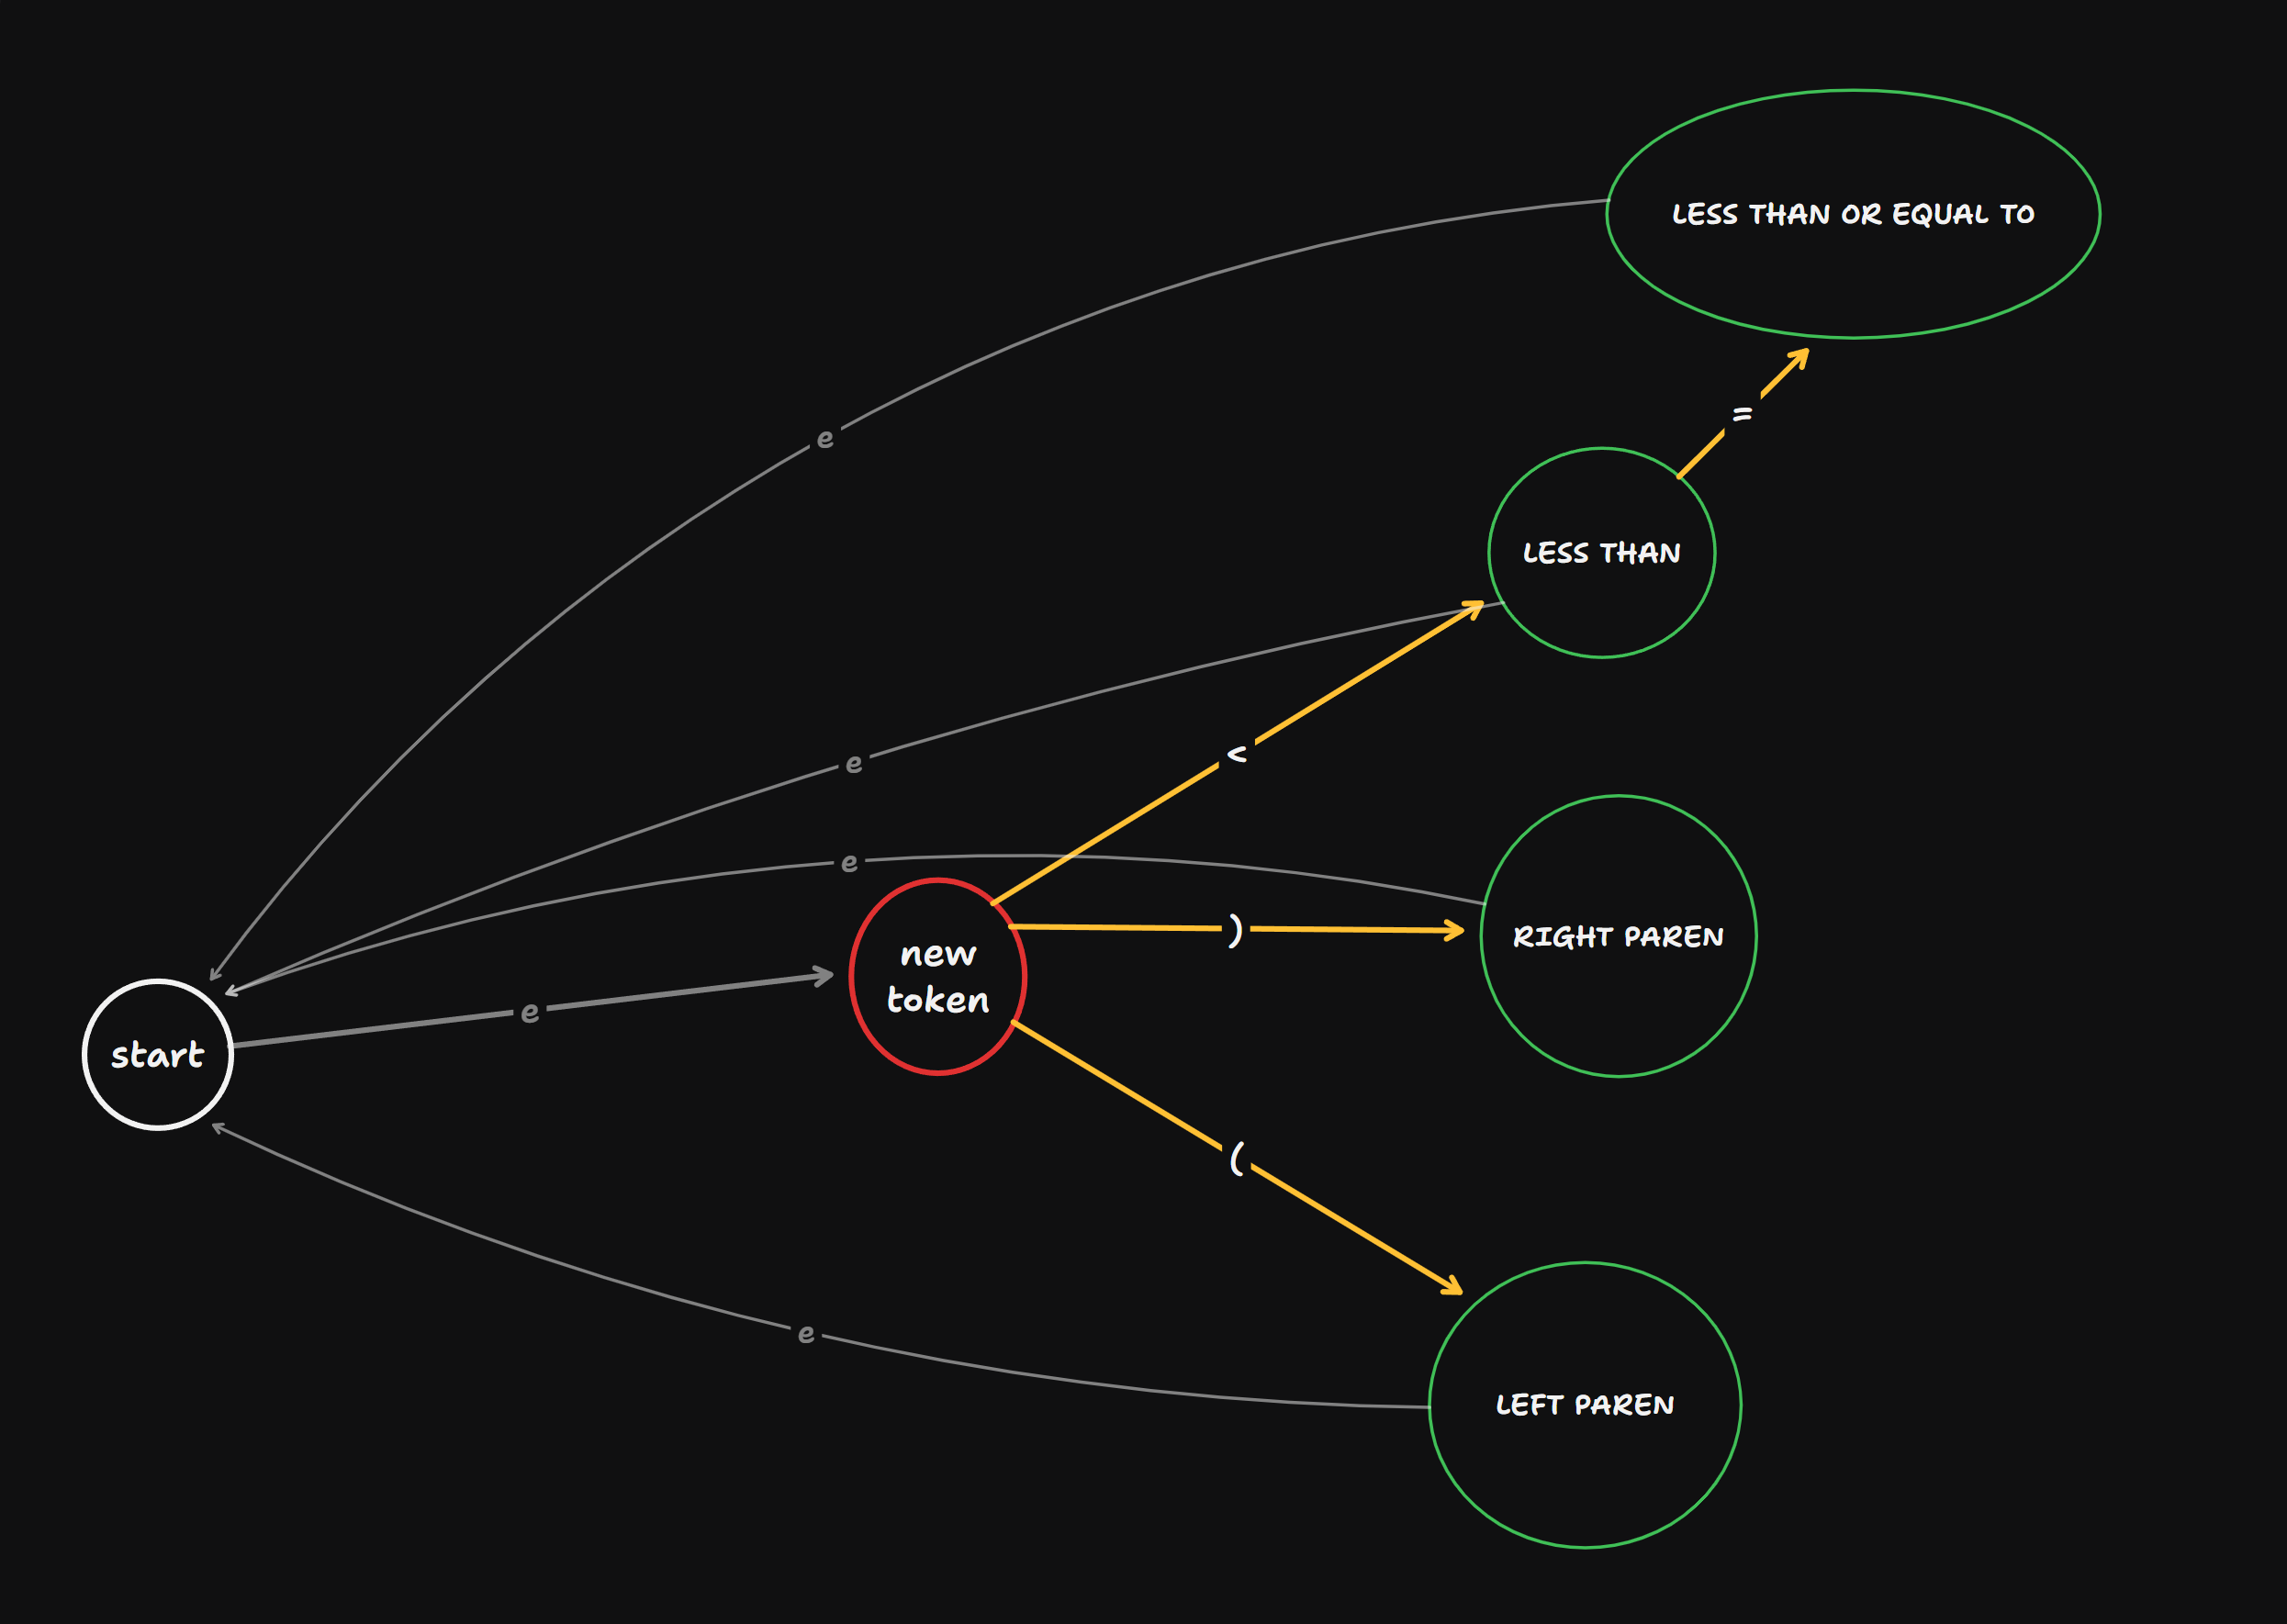 LESS THAN OR EQUAL TO
=
e
LESS THAN
<
e
e
)
RIGHT PAREN
new
token
e
start
(
e
LEFT PAREN